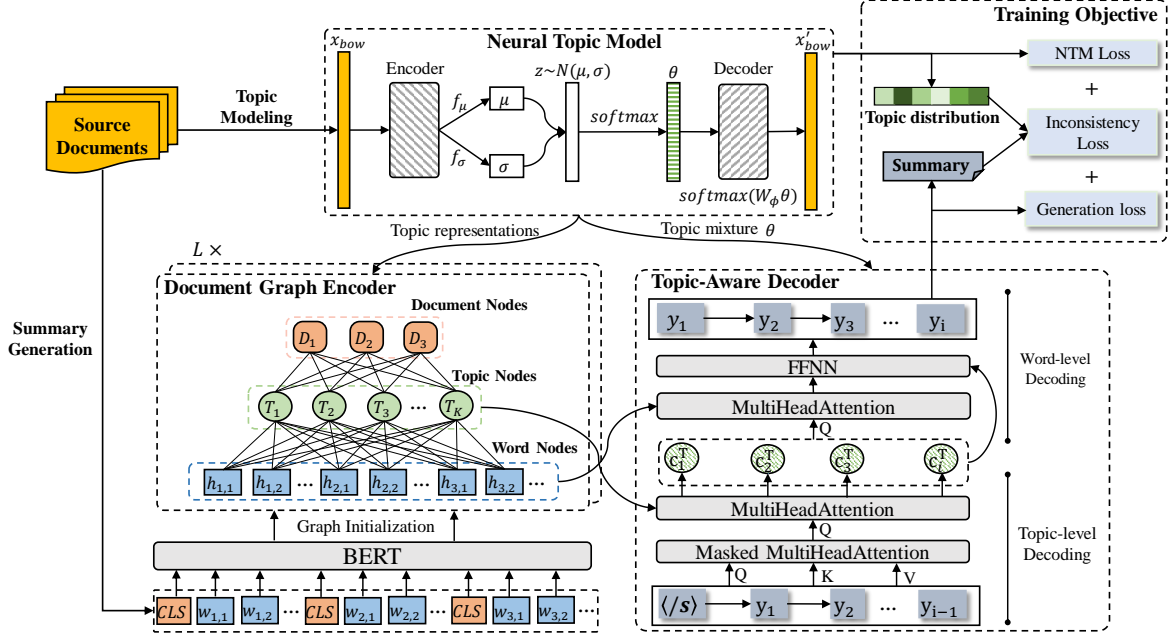 Training Objective
x_bow
Neural Topic Model
x'_bow
NTM Loss
Encoder
z~N(μ, σ)
θ
Decoder
f_μ
μ
Topic
Modeling
softmax
+
Topic distribution
Source
Documents
f_σ
σ
Inconsistency
Loss
Summary
+
softmax(W_ϕθ)
Generation loss
Topic representations
Topic mixture θ
L ×
Document Graph Encoder
Topic-Aware Decoder
Document Nodes
y_1 y_2 y_3 ... y_i
D_1 D_2 D_3
Summary
Generation
FFNN
Word-level
Decoding
Topic Nodes
T_1 T_2 T_3 ... T_K
MultiHeadAttention
Q
Word Nodes
c_1^T c_2^T c_3^T c_i^T
h_1,1 h_1,2 ... h_2,1 h_2,2 ... h_3,1 h_3,2 ...
MultiHeadAttention
Graph Initialization
Q
Topic-level
Decoding
BERT
Masked MultiHeadAttention
Q K V
CLS w_1,1 w_1,2 ... CLS w_2,1 w_2,2 ... CLS w_3,1 w_3,2 ...
⟨/s⟩ y_1 y_2 ... y_i−1